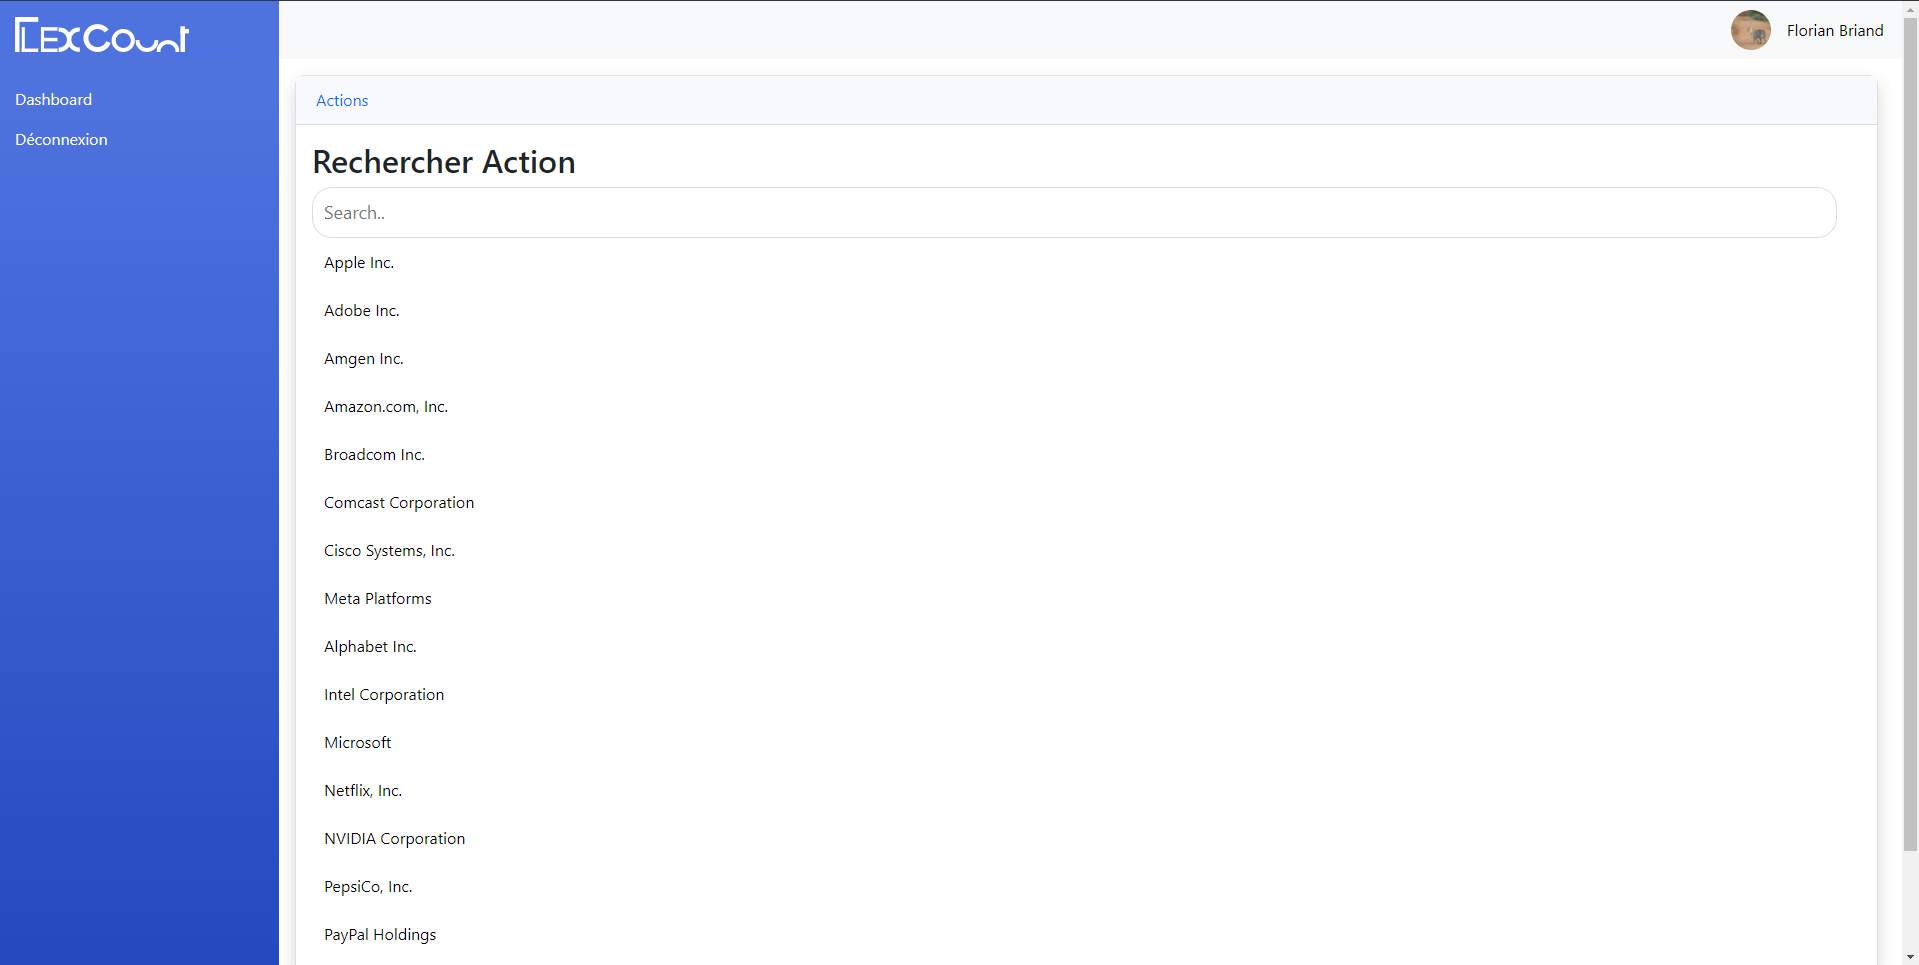 FLEXCount
Florian Briand
Dashboard
Déconnexion
Actions
Rechercher Action
Search..
Apple Inc.
Adobe Inc.
Amgen Inc.
Amazon.com, Inc.
Broadcom Inc.
Comcast Corporation
Cisco Systems, Inc.
Meta Platforms
Alphabet Inc.
Intel Corporation
Microsoft
Netflix, Inc.
NVIDIA Corporation
PepsiCo, Inc.
PayPal Holdings